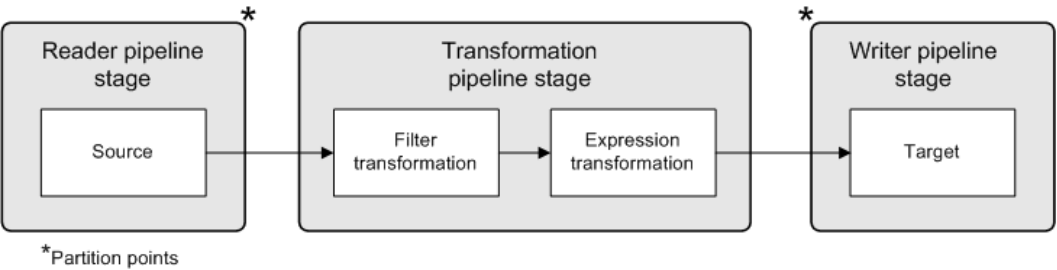 *
*
Reader pipeline
stage
Transformation
pipeline stage
Writer pipeline
stage
Source
Filter
transformation
Expression
transformation
Target
*Partition points